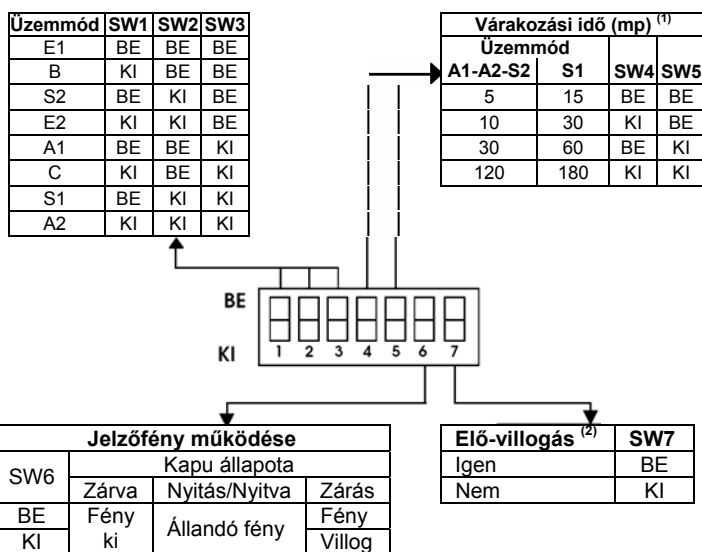 Üzemmód SW1 SW2 SW3
E1 BE BE BE
B KI BE BE
S2 BE KI BE
E2 KI KI BE
A1 BE BE KI
C KI BE KI
S1 BE KI KI
A2 KI KI KI
Várakozási idő (mp) (1)
Üzemmód
A1-A2-S2 S1 SW4 SW5
5 15 BE BE
10 30 KI BE
30 60 BE KI
120 180 KI KI
BE
KI
1 2 3 4 5 6 7
Jelzőfény működése
SW6 Kapu állapota
Zárva Nyitás/Nyitva Zárás
BE Fény ki Állandó fény Fény
KI Villog
Elő-villogás (2) SW7
Igen BE
Nem KI